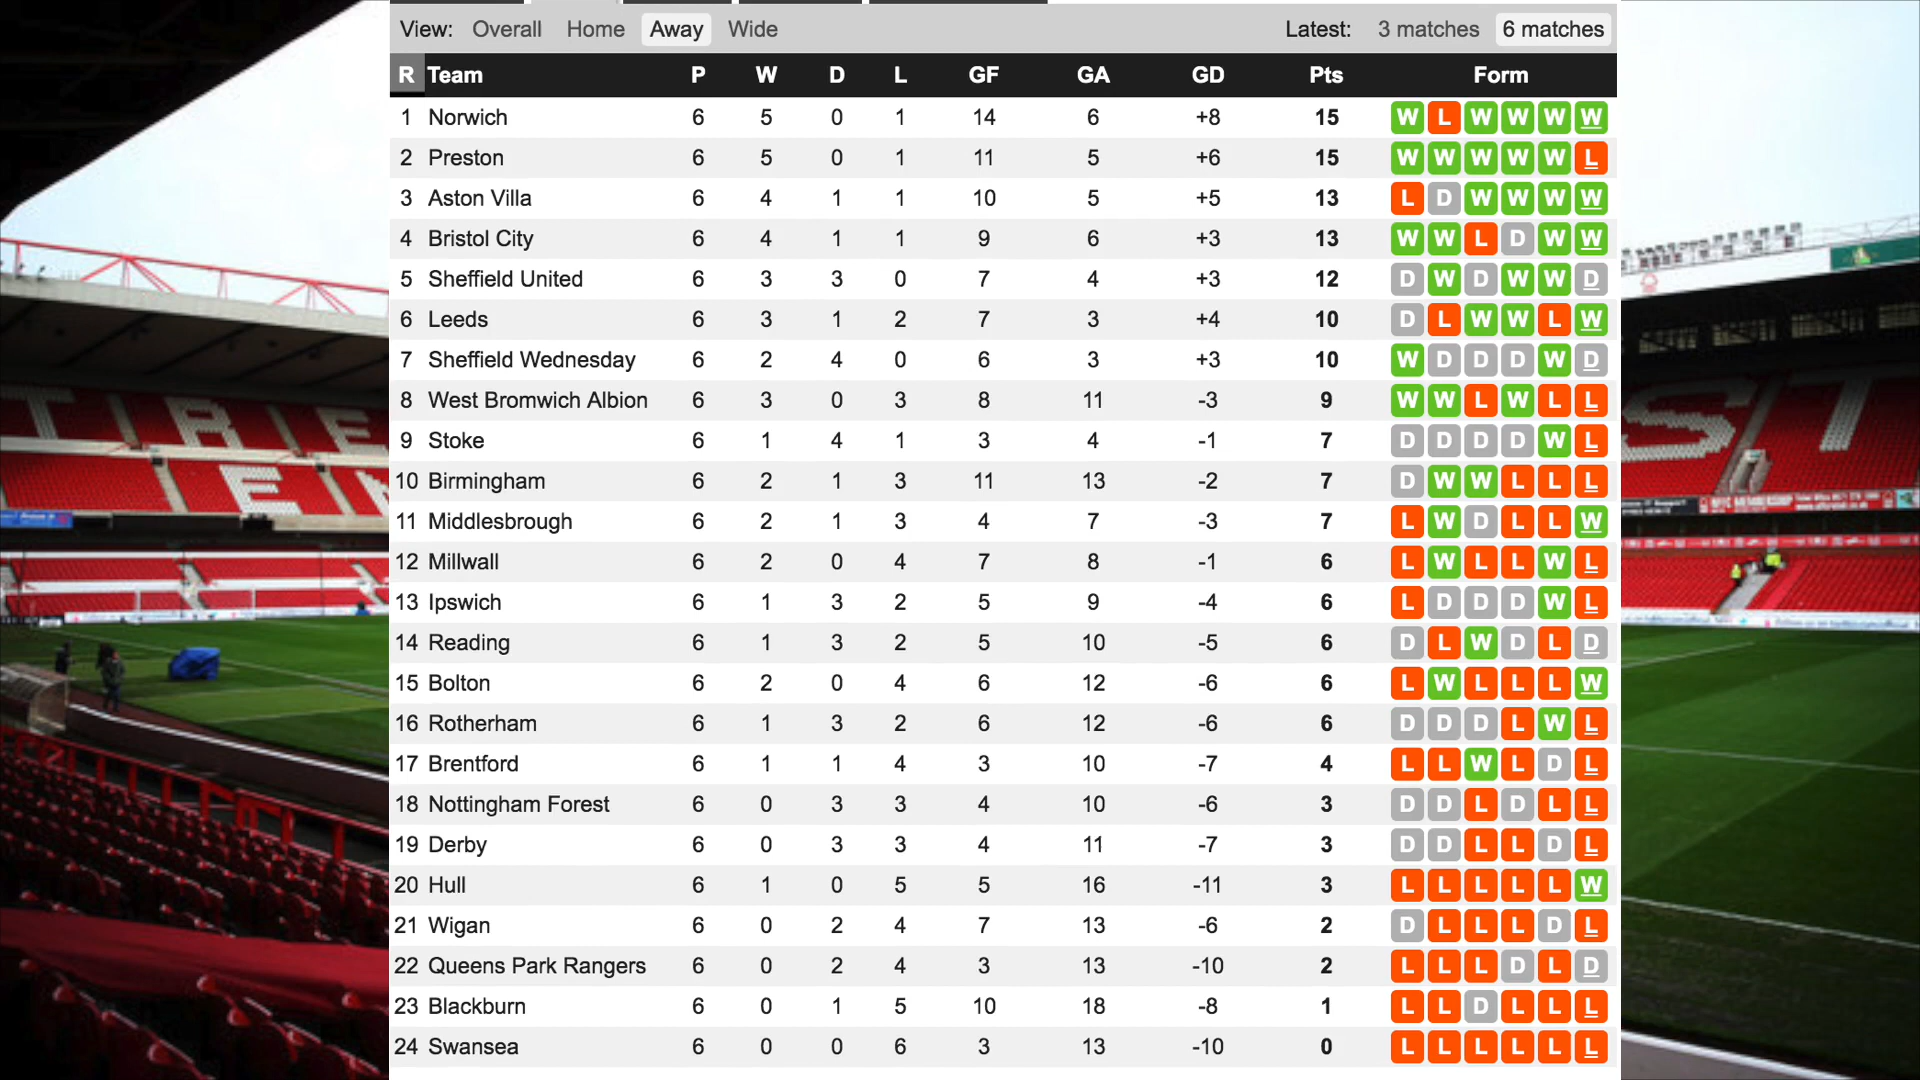 View: Overall Home Away Wide Latest: 3 matches 6 matches
R Team P W D L GF GA GD Pts Form
1 Norwich 6 5 0 1 14 6 +8 15 W L W W W W
2 Preston 6 5 0 1 11 5 +6 15 W W W W W L
3 Aston Villa 6 4 1 1 10 5 +5 13 L D W W W W
4 Bristol City 6 4 1 1 9 6 +3 13 W W L D W W
5 Sheffield United 6 3 3 0 7 4 +3 12 D W D W W D
6 Leeds 6 3 1 2 7 3 +4 10 D L W W L W
7 Sheffield Wednesday 6 2 4 0 6 3 +3 10 W D D D W D
8 West Bromwich Albion 6 3 0 3 8 11 -3 9 W W L W L L
9 Stoke 6 1 4 1 3 4 -1 7 D D D D W L
10 Birmingham 6 2 1 3 11 13 -2 7 D W W L L L
11 Middlesbrough 6 2 1 3 4 7 -3 7 L W D L L W
12 Millwall 6 2 0 4 7 8 -1 6 L W L L W L
13 Ipswich 6 1 3 2 5 9 -4 6 L D D D W L
14 Reading 6 1 3 2 5 10 -5 6 D L W D L D
15 Bolton 6 2 0 4 6 12 -6 6 L W L L L W
16 Rotherham 6 1 3 2 6 12 -6 6 D D D L W L
17 Brentford 6 1 1 4 3 10 -7 4 L L W L D L
18 Nottingham Forest 6 0 3 3 4 10 -6 3 D D L D L L
19 Derby 6 0 3 3 4 11 -7 3 D D L L D L
20 Hull 6 1 0 5 5 16 -11 3 L L L L L W
21 Wigan 6 0 2 4 7 13 -6 2 D L L L D L
22 Queens Park Rangers 6 0 2 4 3 13 -10 2 L L L D L D
23 Blackburn 6 0 1 5 10 18 -8 1 L L D L L L
24 Swansea 6 0 0 6 3 13 -10 0 L L L L L L
T R E
E
S T